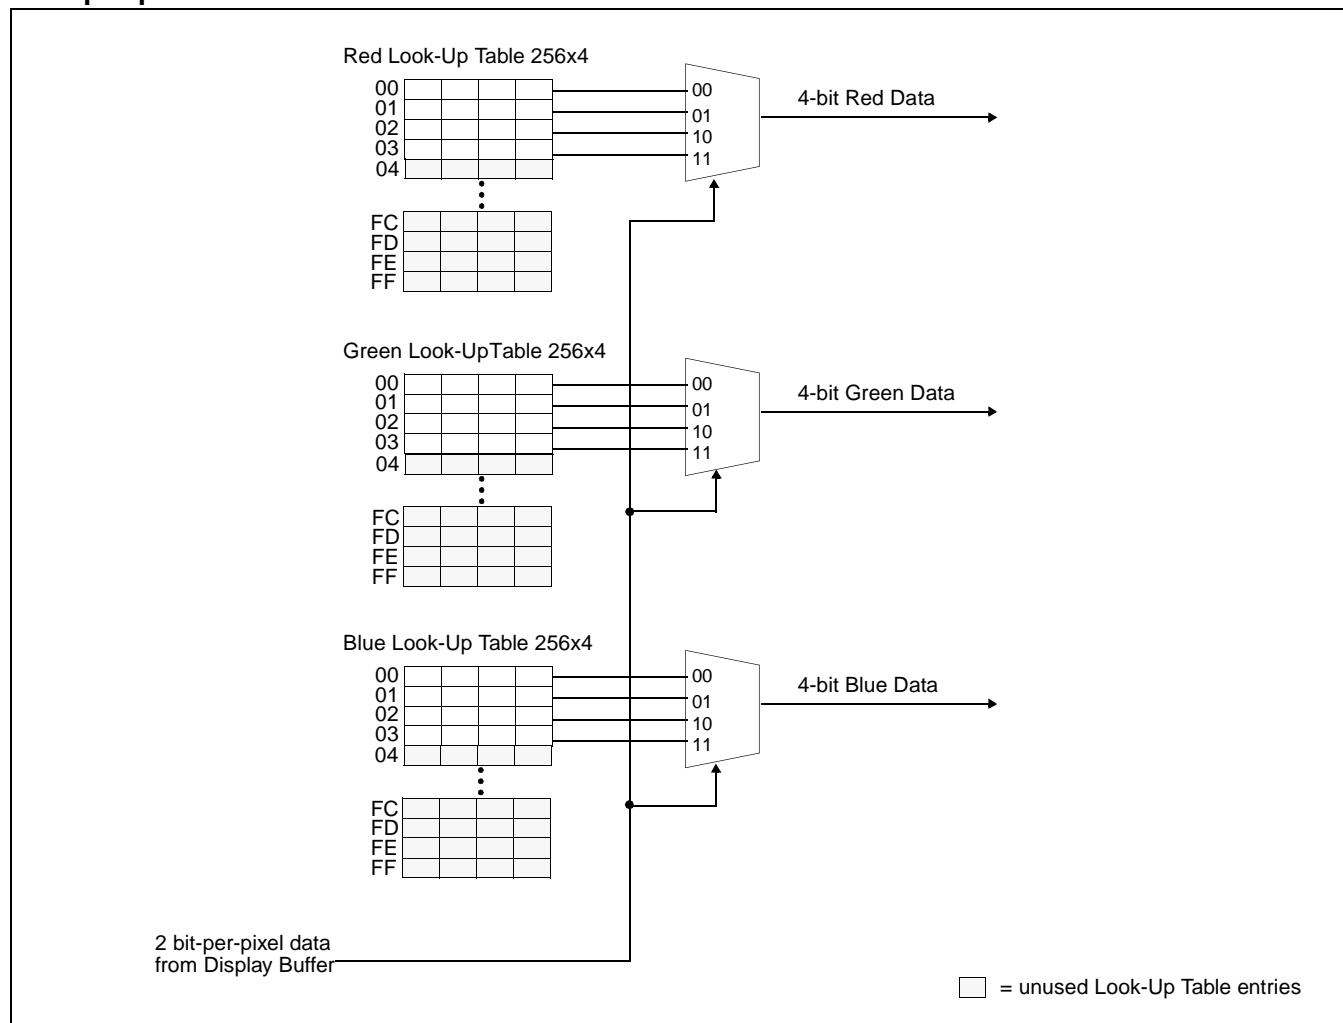 Red Look-Up Table 256x4
00
01
02
03
04
FC
FD
FE
FF
00
01
10
11
4-bit Red Data
Green Look-UpTable 256x4
00
01
02
03
04
FC
FD
FE
FF
00
01
10
11
4-bit Green Data
Blue Look-Up Table 256x4
00
01
02
03
04
FC
FD
FE
FF
00
01
10
11
4-bit Blue Data
2 bit-per-pixel data
from Display Buffer
= unused Look-Up Table entries